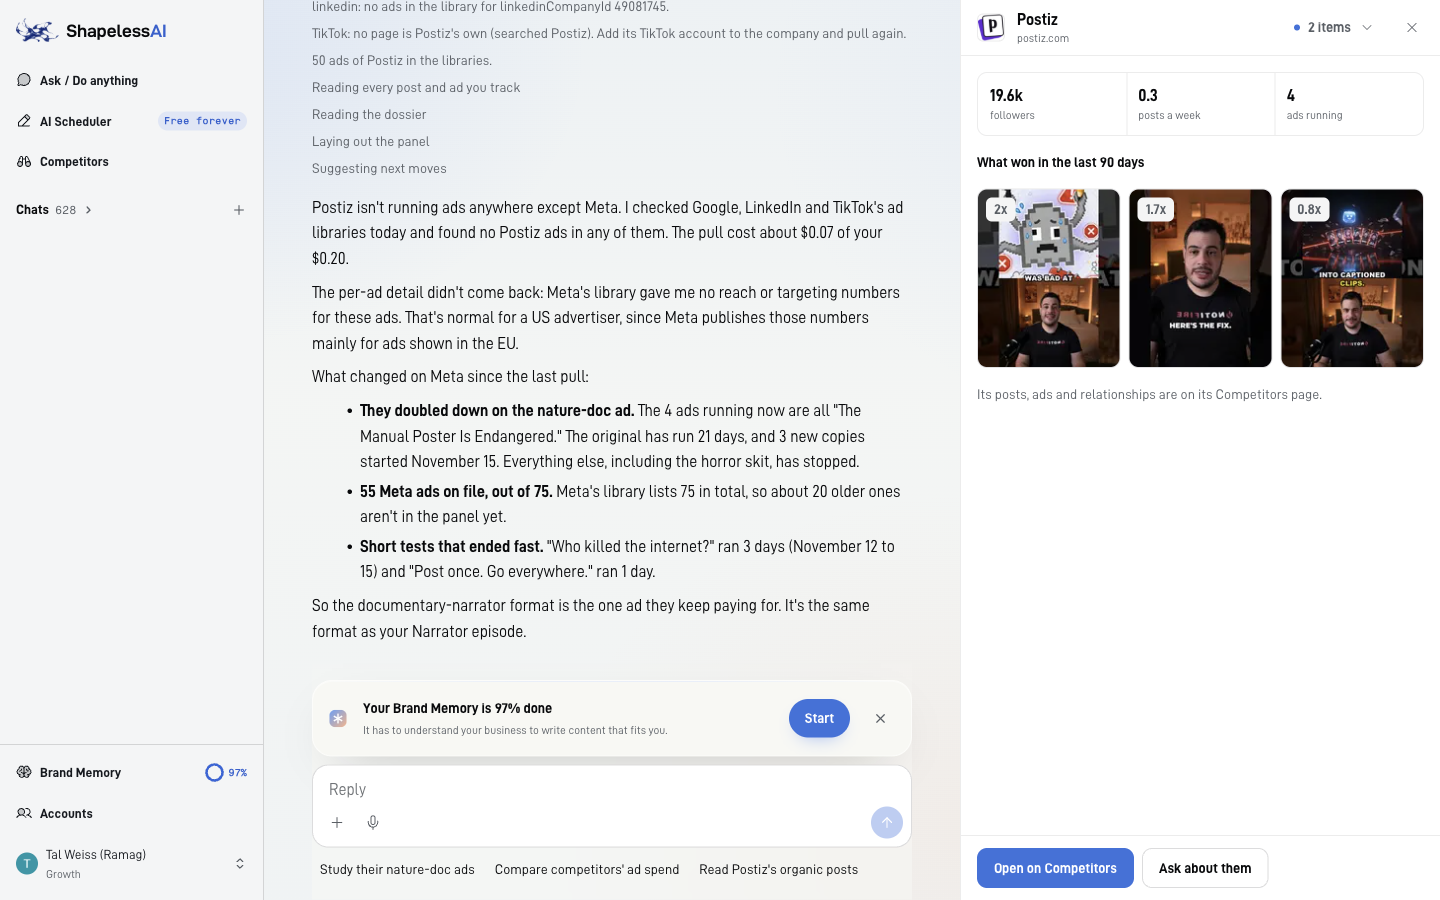 ShapelessAI
Ask / Do anything
AI Scheduler
Free forever
Competitors
Chats 628
Brand Memory
97%
Accounts
T
Tal Weiss (Ramag)
Growth
linkedin: no ads in the library for linkedinCompanyId 49081745.
TikTok: no page is Postiz's own (searched Postiz). Add its TikTok account to the company and pull again.
50 ads of Postiz in the libraries.
Reading every post and ad you track
Reading the dossier
Laying out the panel
Suggesting next moves
Postiz isn't running ads anywhere except Meta. I checked Google, LinkedIn and TikTok's ad
libraries today and found no Postiz ads in any of them. The pull cost about $0.07 of your
$0.20.
The per-ad detail didn't come back: Meta's library gave me no reach or targeting numbers
for these ads. That's normal for a US advertiser, since Meta publishes those numbers
mainly for ads shown in the EU.
What changed on Meta since the last pull:
• They doubled down on the nature-doc ad. The 4 ads running now are all "The
Manual Poster Is Endangered." The original has run 21 days, and 3 new copies
started November 15. Everything else, including the horror skit, has stopped.
• 55 Meta ads on file, out of 75. Meta's library lists 75 in total, so about 20 older ones
aren't in the panel yet.
• Short tests that ended fast. "Who killed the internet?" ran 3 days (November 12 to
15) and "Post once. Go everywhere." ran 1 day.
So the documentary-narrator format is the one ad they keep paying for. It's the same
format as your Narrator episode.
Your Brand Memory is 97% done
It has to understand your business to write content that fits you.
Start
Reply
Study their nature-doc ads
Compare competitors' ad spend
Read Postiz's organic posts
P
Postiz
postiz.com
2 items
19.6k
followers
0.3
posts a week
4
ads running
What won in the last 90 days
2x
WAS BAD AT
1.7x
HERE'S THE FIX.
0.8x
INTO CAPTIONED
CLIPS.
Its posts, ads and relationships are on its Competitors page.
Open on Competitors
Ask about them